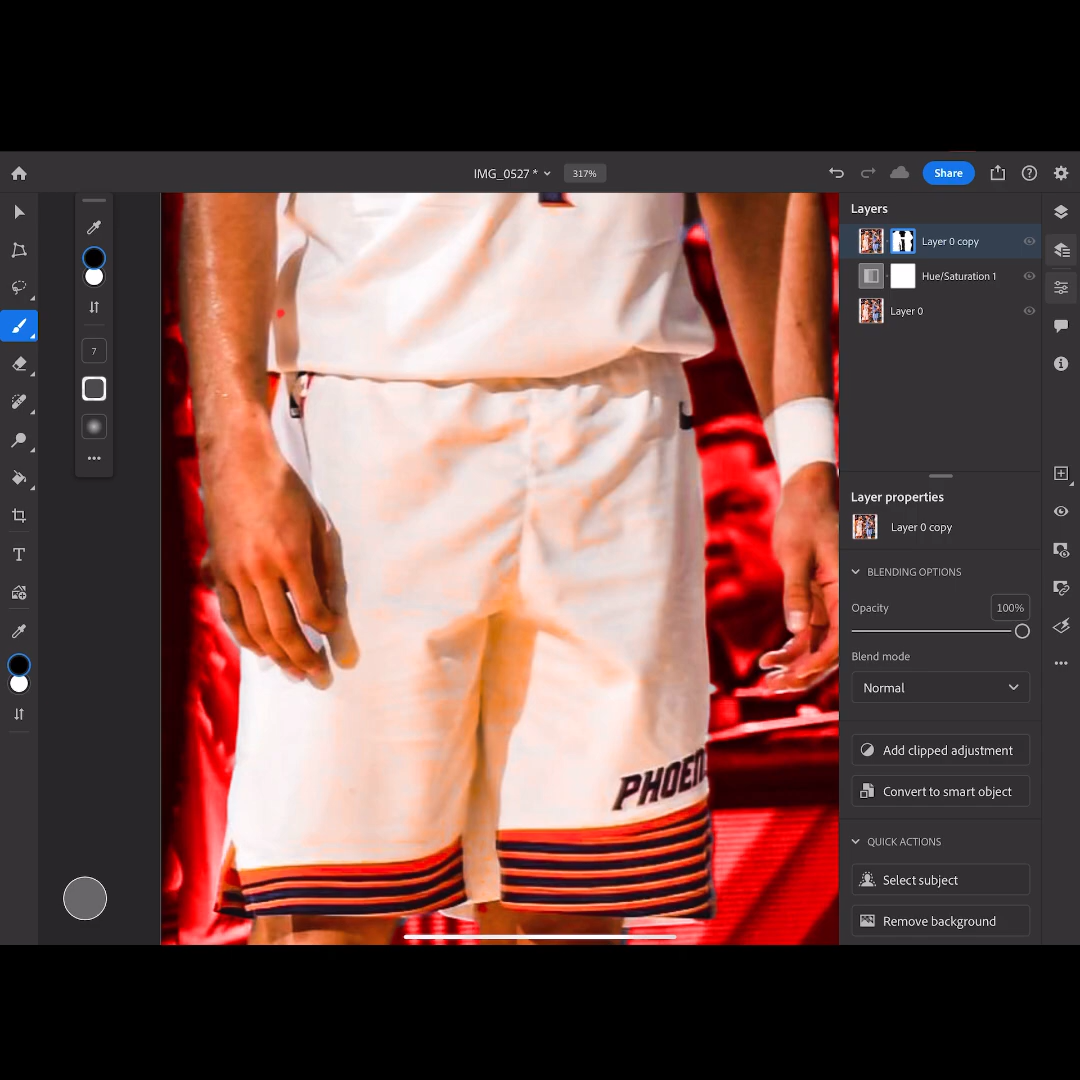 IMG_0527 *
317%
Share
Layers
Layer 0 copy
Hue/Saturation 1
Layer 0
7
Layer properties
Layer 0 copy
BLENDING OPTIONS
Opacity
100%
Blend mode
Normal
PHOEN
Add clipped adjustment
Convert to smart object
QUICK ACTIONS
Select subject
Remove background